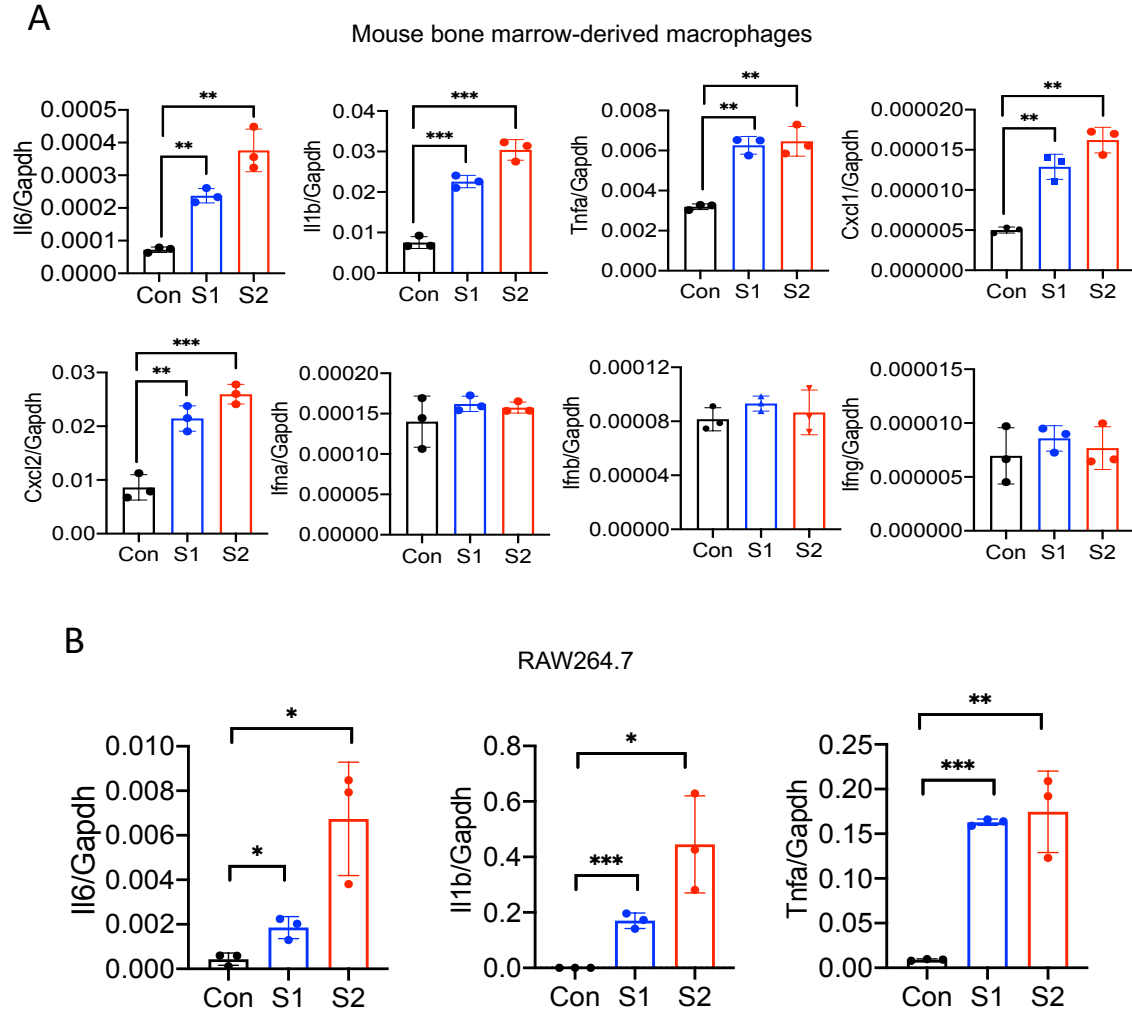 A
Mouse bone marrow-derived macrophages
Il6/Gapdh
0.0005
0.0004
0.0003
0.0002
0.0001
0.0000
**
**
Con S1 S2
Il1b/Gapdh
0.04
0.03
0.02
0.01
0.00
***
***
Con S1 S2
Tnfa/Gapdh
0.008
0.006
0.004
0.002
0.000
**
**
Con S1 S2
Cxcl1/Gapdh
0.000020
0.000015
0.000010
0.000005
0.000000
**
**
Con S1 S2
Cxcl2/Gapdh
0.03
0.02
0.01
0.00
***
**
Con S1 S2
Ifna/Gapdh
0.00020
0.00015
0.00010
0.00005
0.00000
Con S1 S2
Ifnb/Gapdh
0.00012
0.00008
0.00004
0.00000
Con S1 S2
Ifng/Gapdh
0.000015
0.000010
0.000005
0.000000
Con S1 S2
B
RAW264.7
Il6/Gapdh
0.010
0.008
0.006
0.004
0.002
0.000
*
*
Con S1 S2
Il1b/Gapdh
0.8
0.6
0.4
0.2
0.0
*
***
Con S1 S2
Tnfa/Gapdh
0.25
0.20
0.15
0.10
0.05
0.00
**
***
Con S1 S2